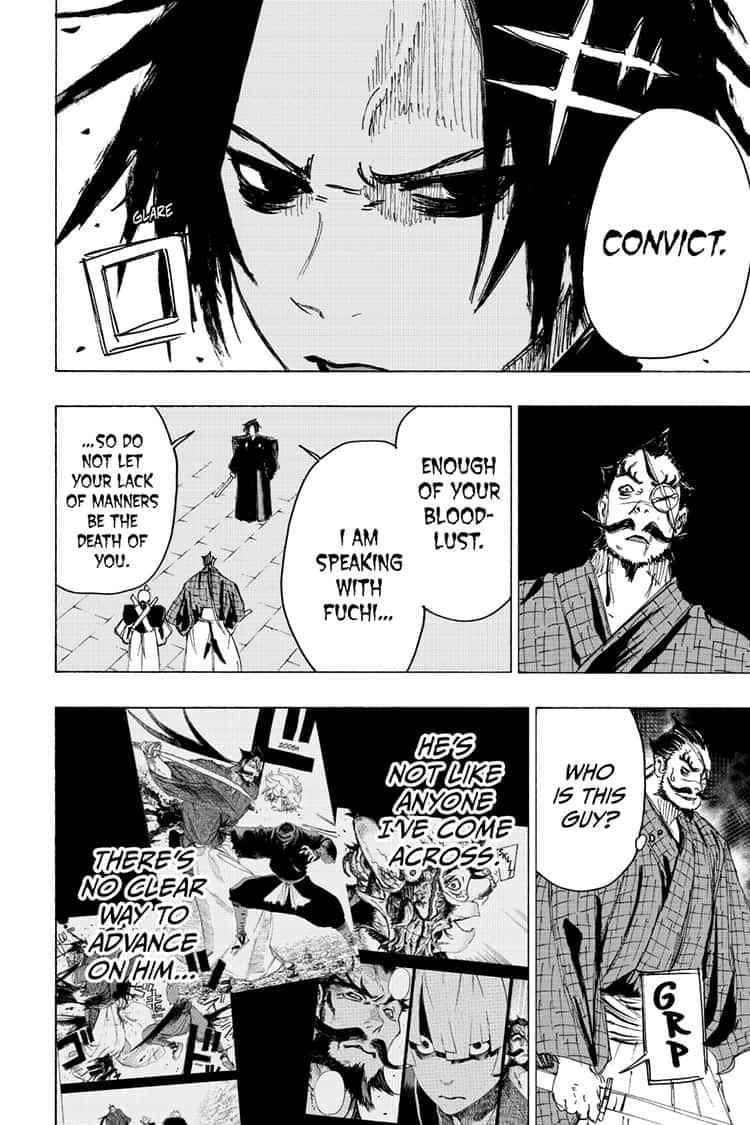 CONVICT.
GLARE
ENOUGH
OF YOUR
BLOOD-
LUST.
I AM
SPEAKING
WITH
FUCHI...
...SO DO
NOT LET
YOUR LACK
OF MANNERS
BE THE
DEATH OF
YOU.
WHO
IS THIS
GUY?
GRP
HE'S
NOT LIKE
ANYONE
I'VE COME
ACROSS.
THERE'S
NO CLEAR
WAY TO
ADVANCE
ON HIM...
ZOOSH